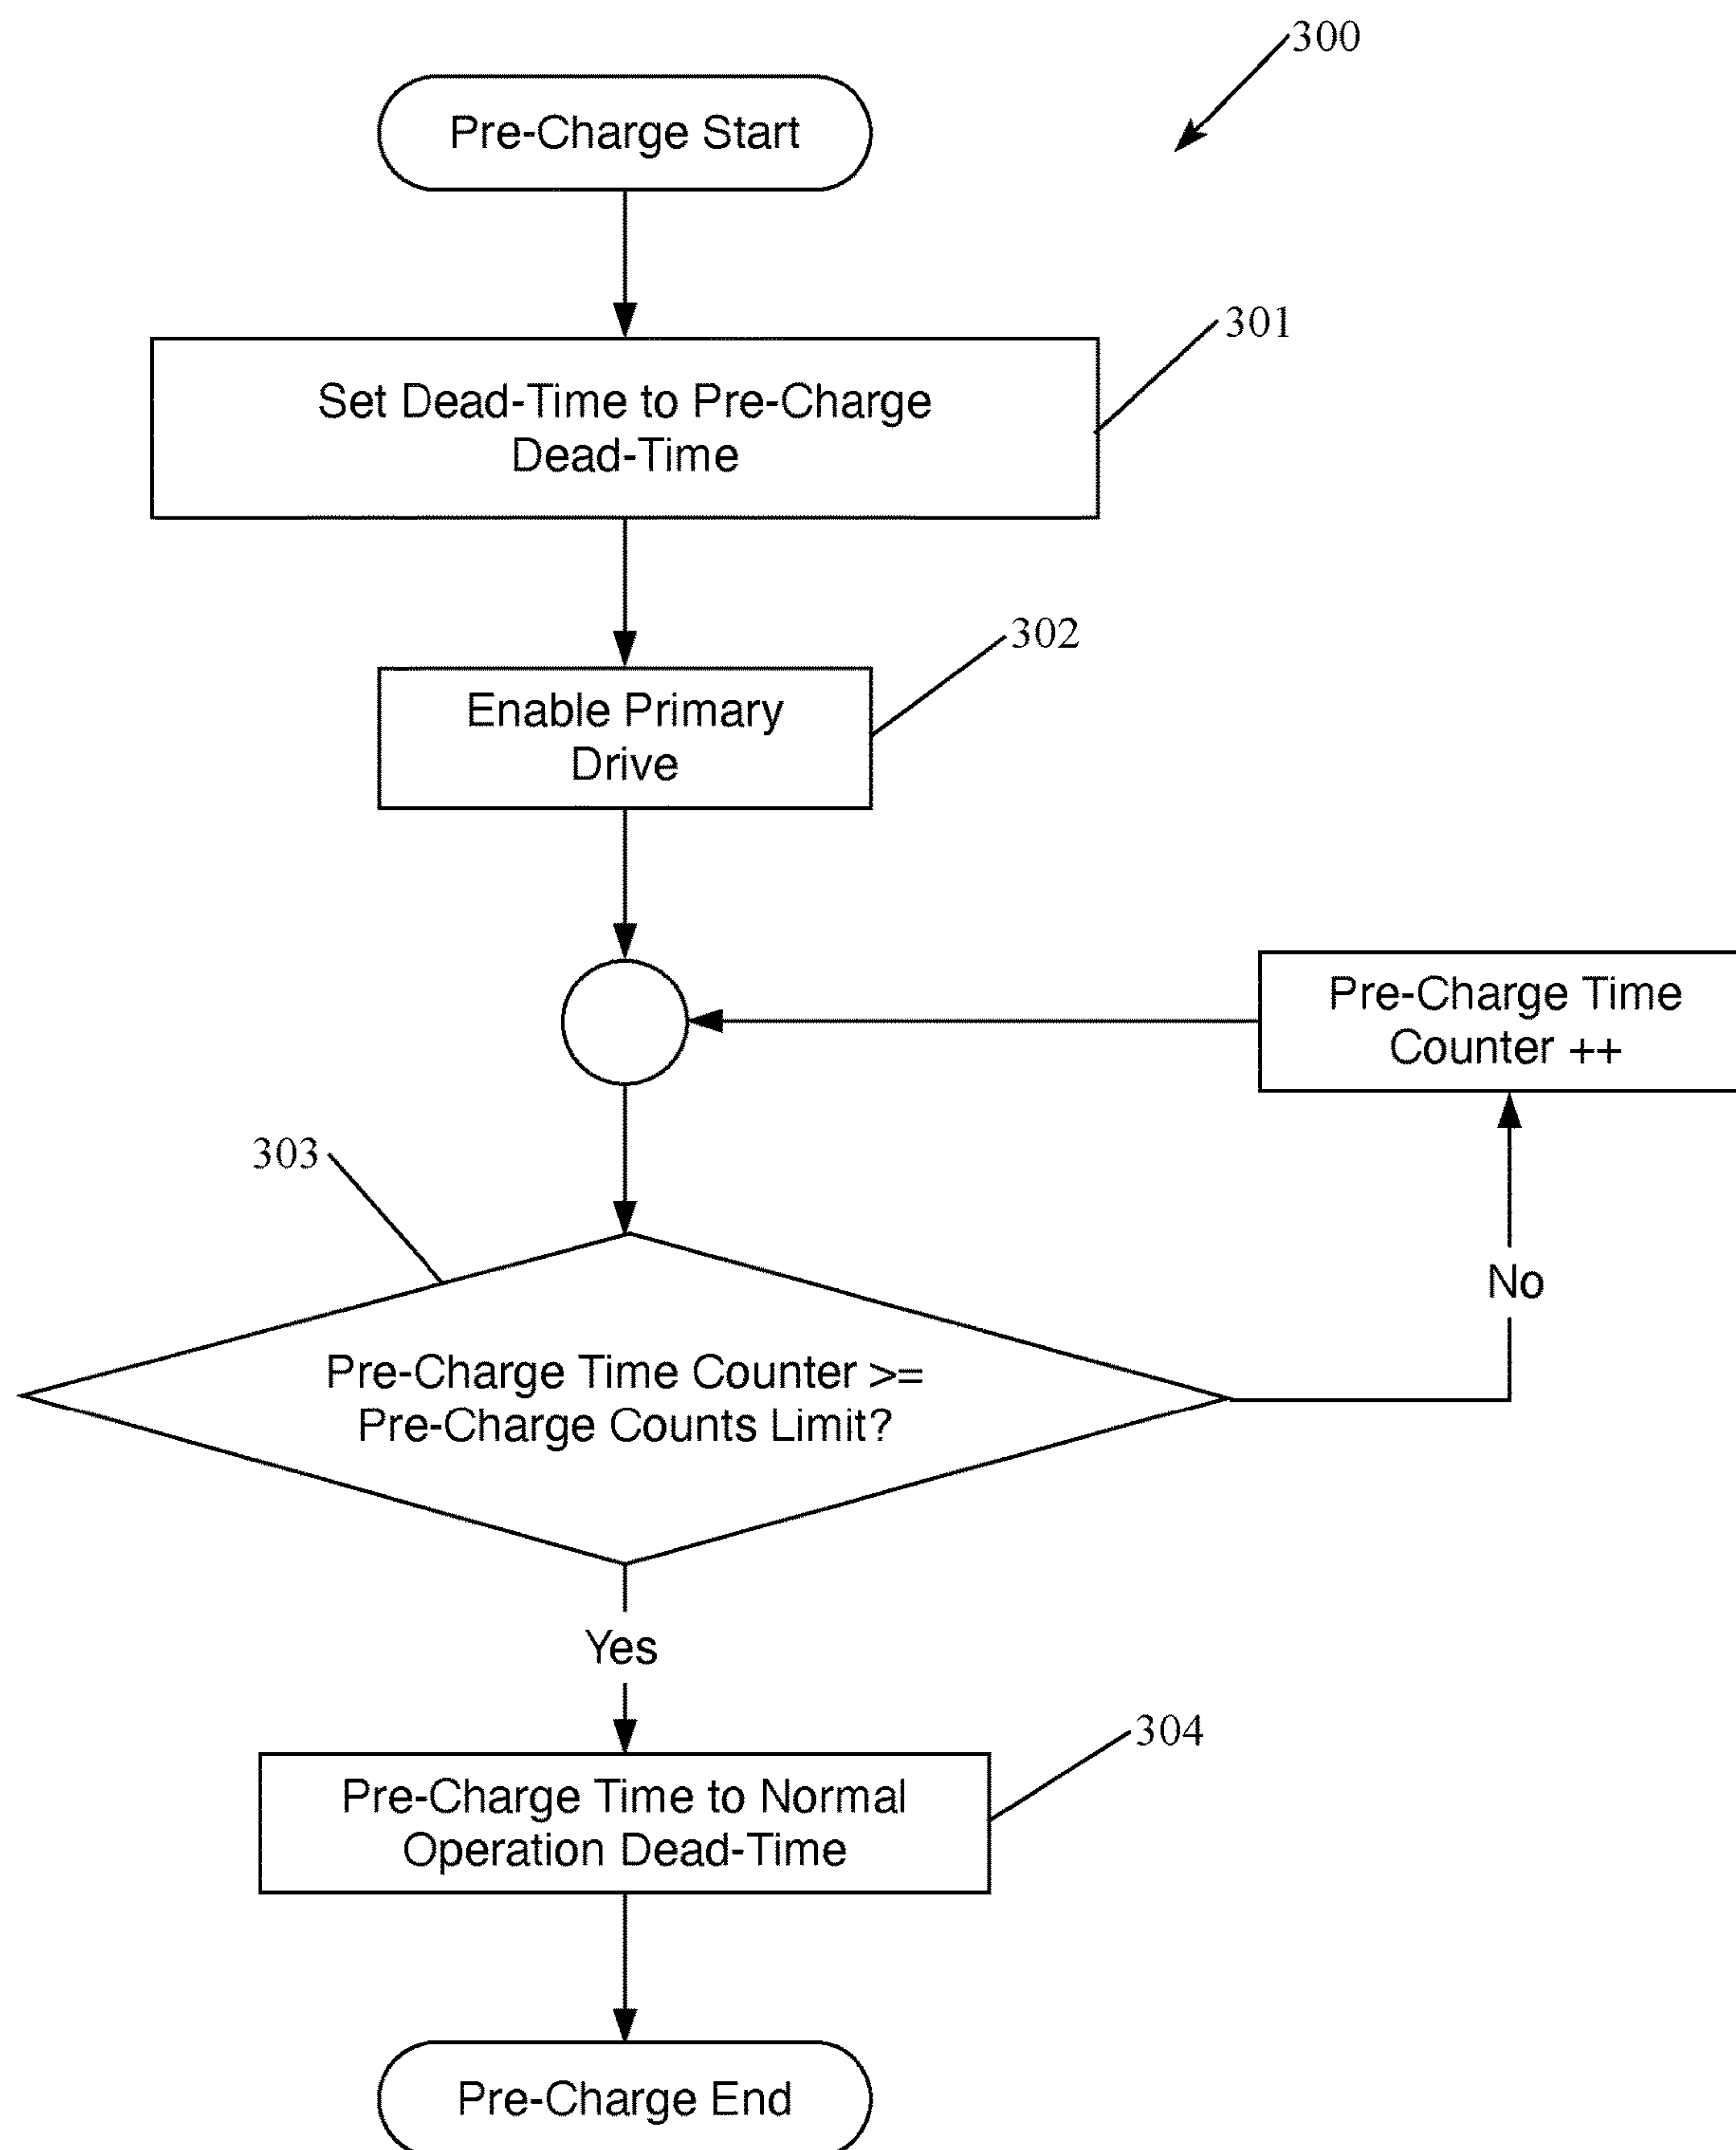 300
Pre-Charge Start
301
Set Dead-Time to Pre-Charge
Dead-Time
302
Enable Primary
Drive
Pre-Charge Time
Counter ++
303
No
Pre-Charge Time Counter >=
Pre-Charge Counts Limit?
Yes
304
Pre-Charge Time to Normal
Operation Dead-Time
Pre-Charge End